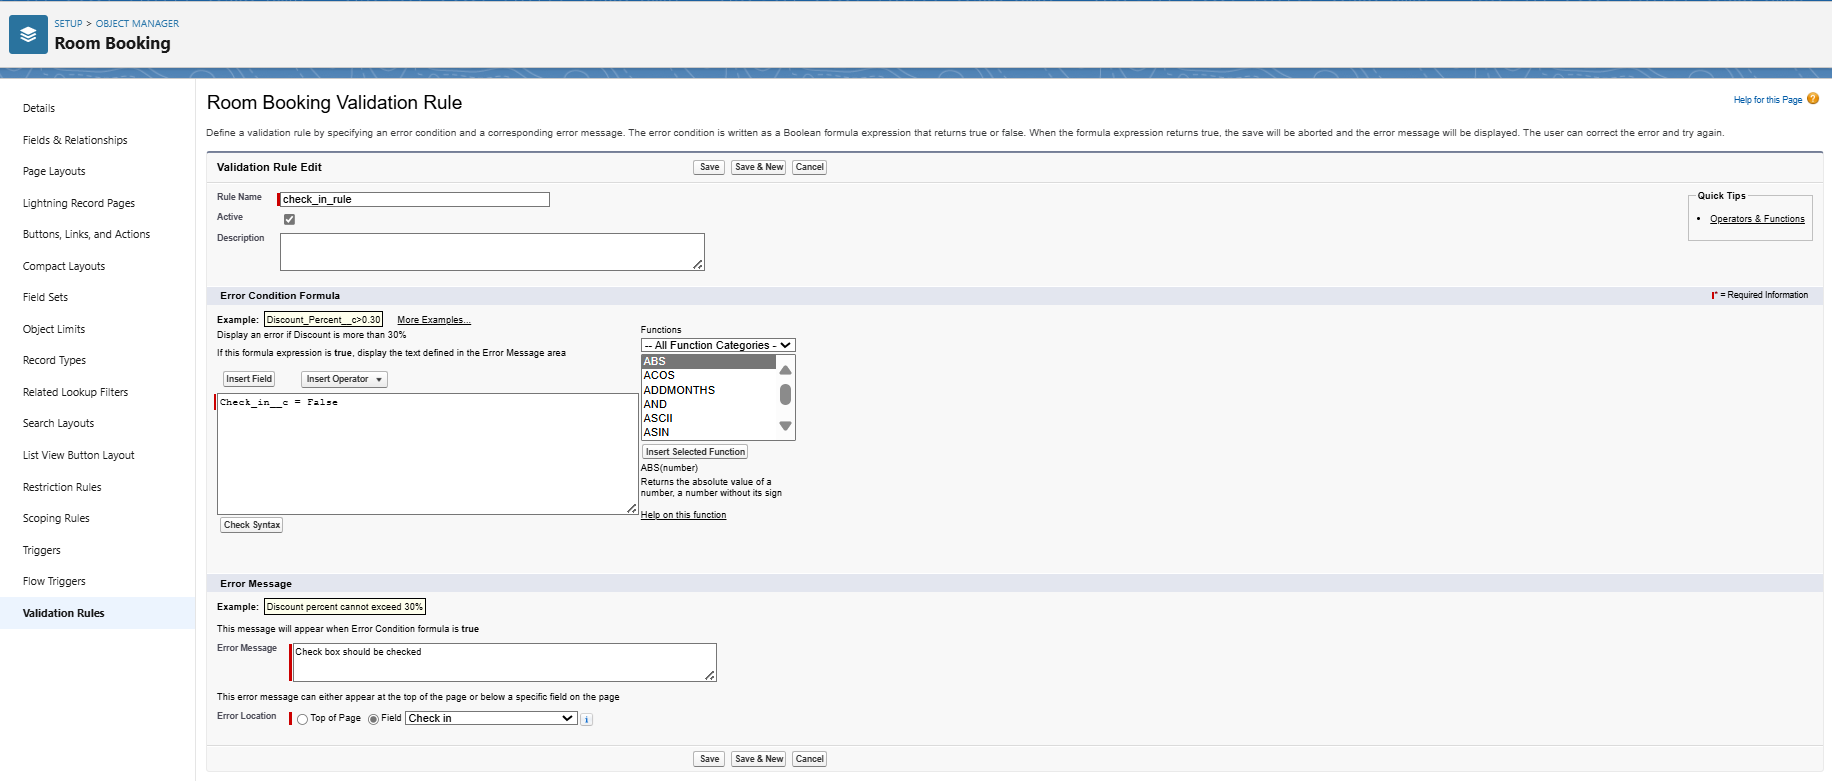 SETUP > OBJECT MANAGER
Room Booking
Details
Fields & Relationships
Page Layouts
Lightning Record Pages
Buttons, Links, and Actions
Compact Layouts
Field Sets
Object Limits
Record Types
Related Lookup Filters
Search Layouts
List View Button Layout
Restriction Rules
Scoping Rules
Triggers
Flow Triggers
Validation Rules
Room Booking Validation Rule
Help for this Page ?
Define a validation rule by specifying an error condition and a corresponding error message. The error condition is written as a Boolean formula expression that returns true or false. When the formula expression returns true, the save will be aborted and the error message will be displayed. The user can correct the error and try again.
Validation Rule Edit
Save Save & New Cancel
Rule Name check_in_rule
Active
Description
Quick Tips
• Operators & Functions
Error Condition Formula
* = Required Information
Example: Discount_Percent__c>0.30 More Examples...
Display an error if Discount is more than 30%
If this formula expression is true, display the text defined in the Error Message area
Insert Field Insert Operator
Check_in__c = False
Check Syntax
Functions
-- All Function Categories -
ABS
ACOS
ADDMONTHS
AND
ASCII
ASIN
Insert Selected Function
ABS(number)
Returns the absolute value of a
number, a number without its sign
Help on this function
Error Message
Example: Discount percent cannot exceed 30%
This message will appear when Error Condition formula is true
Error Message Check box should be checked
This error message can either appear at the top of the page or below a specific field on the page
Error Location Top of Page Field Check in i
Save Save & New Cancel